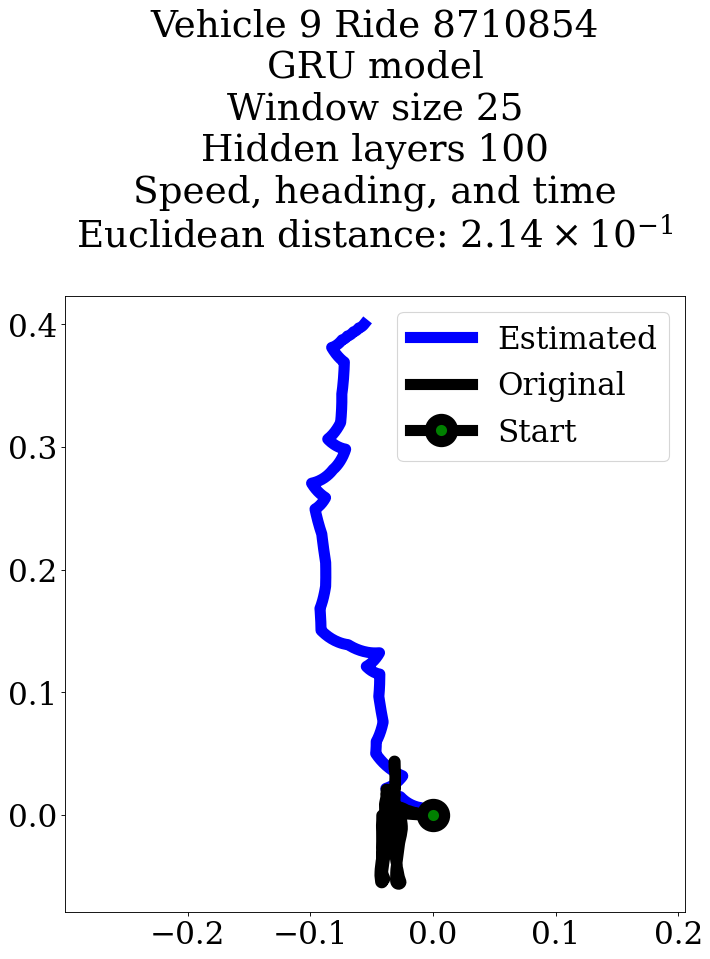 Vehicle 9 Ride 8710854
GRU model
Window size 25
Hidden layers 100
Speed, heading, and time
Euclidean distance: 2.14 × 10⁻¹
Estimated
Original
Start
0.4
0.3
0.2
0.1
0.0
−0.2
−0.1
0.0
0.1
0.2